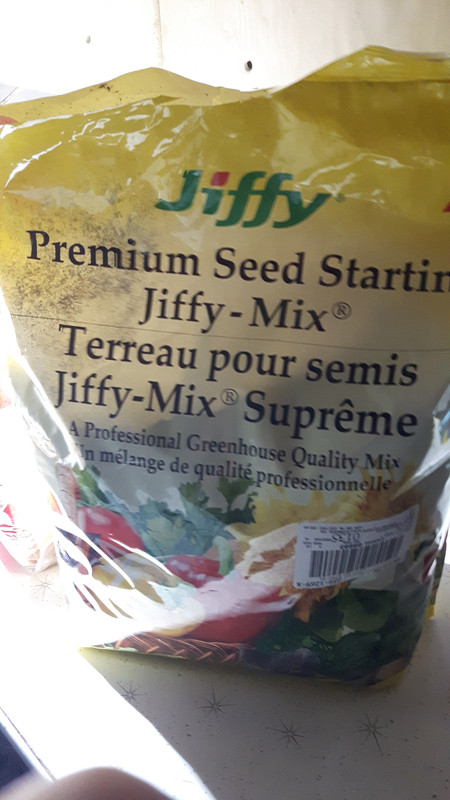 Jiffy
Premium Seed Startin
Jiffy-Mix®
Terreau pour semis
Jiffy-Mix® Suprême
A Professional Greenhouse Quality Mix
Un mélange de qualité professionnelle